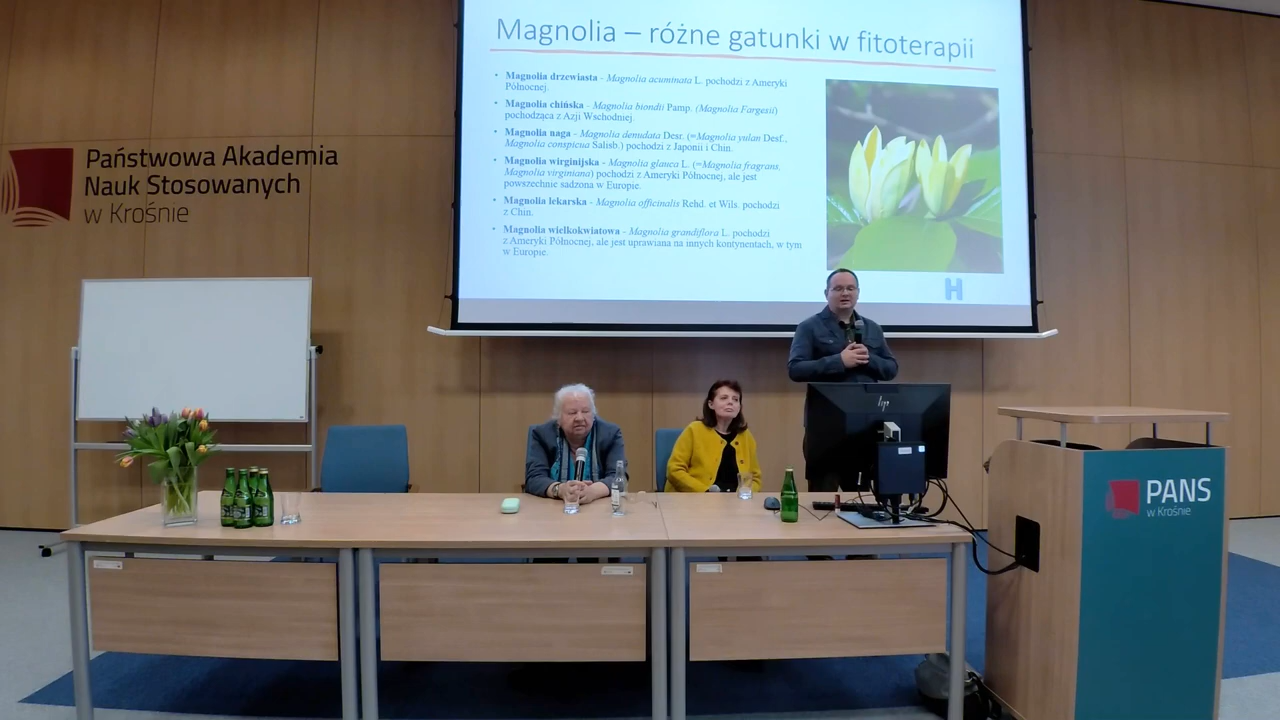 Magnolia – różne gatunki w fitoterapii
• Magnolia drzewiasta - Magnolia acuminata L. pochodzi z Ameryki
Północnej.
• Magnolia chińska - Magnolia biondii Pamp. (Magnolia Fargesii)
pochodząca z Azji Wschodniej.
• Magnolia naga - Magnolia denudata Desr. (=Magnolia yulan Desf.,
Magnolia conspicua Salisb.) pochodzi z Japonii i Chin.
• Magnolia wirginijska - Magnolia glauca L. (=Magnolia fragrans,
Magnolia virginiana) pochodzi z Ameryki Północnej, ale jest
powszechnie sadzona w Europie.
• Magnolia lekarska - Magnolia officinalis Rehd. et Wils. pochodzi
z Chin.
• Magnolia wielkokwiatowa - Magnolia grandiflora L. pochodzi
z Ameryki Północnej, ale jest uprawiana na innych kontynentach, w tym
w Europie.
H
Państwowa Akademia
Nauk Stosowanych
w Krośnie
hp
PANS
w Krośnie